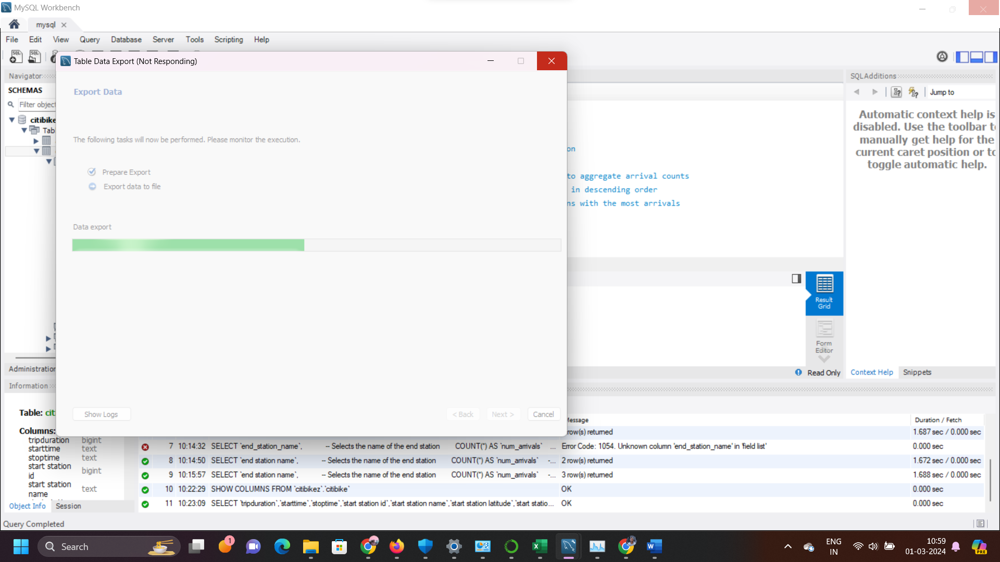 MySQL Workbench
mysql
File Edit View Query Database Server Tools Scripting Help
SQL SQL
Table Data Export (Not Responding)
Navigator
SQLAdditions
SCHEMAS
Jump to
Export Data
Filter object
Automatic context help is
citibike
disabled. Use the toolbar to
Tab
manually get help for the
The following tasks will now be performed. Please monitor the execution.
current caret position or to
on
toggle automatic help.
Prepare Export
to aggregate arrival counts
Export data to file
in descending order
ns with the most arrivals
Data export
Result
Grid
Form
Editor
Administration
Read Only
Context Help Snippets
Information
Table: citi
Show Logs
< Back Next > Cancel
Message Duration / Fetch
Columns:
row(s) returned 1.687 sec / 0.000 sec
tripduration bigint
7 10:14:32 SELECT `end_station_name`, -- Selects the name of the end station COUNT(*) AS `num_arrivals` ... Error Code: 1054. Unknown column 'end_station_name' in 'field list' 0.000 sec
starttime text
stoptime text
8 10:14:50 SELECT `end station name`, -- Selects the name of the end station COUNT(*) AS `num_arrivals` -... 2 row(s) returned 1.672 sec / 0.000 sec
start station
id bigint
9 10:15:57 SELECT `end station name`, -- Selects the name of the end station COUNT(*) AS `num_arrivals` -... 3 row(s) returned 1.688 sec / 0.000 sec
start station
name text
10 10:22:29 SHOW COLUMNS FROM `citibikez`.`citibike` OK 0.000 sec
11 10:23:09 SELECT `tripduration`,`starttime`,`stoptime`,`start station id`,`start station name`,`start station latitude`,`start statio... OK 0.000 sec
Object Info Session
Query Completed
Search
1
ENG
IN
10:59
01-03-2024
PRE